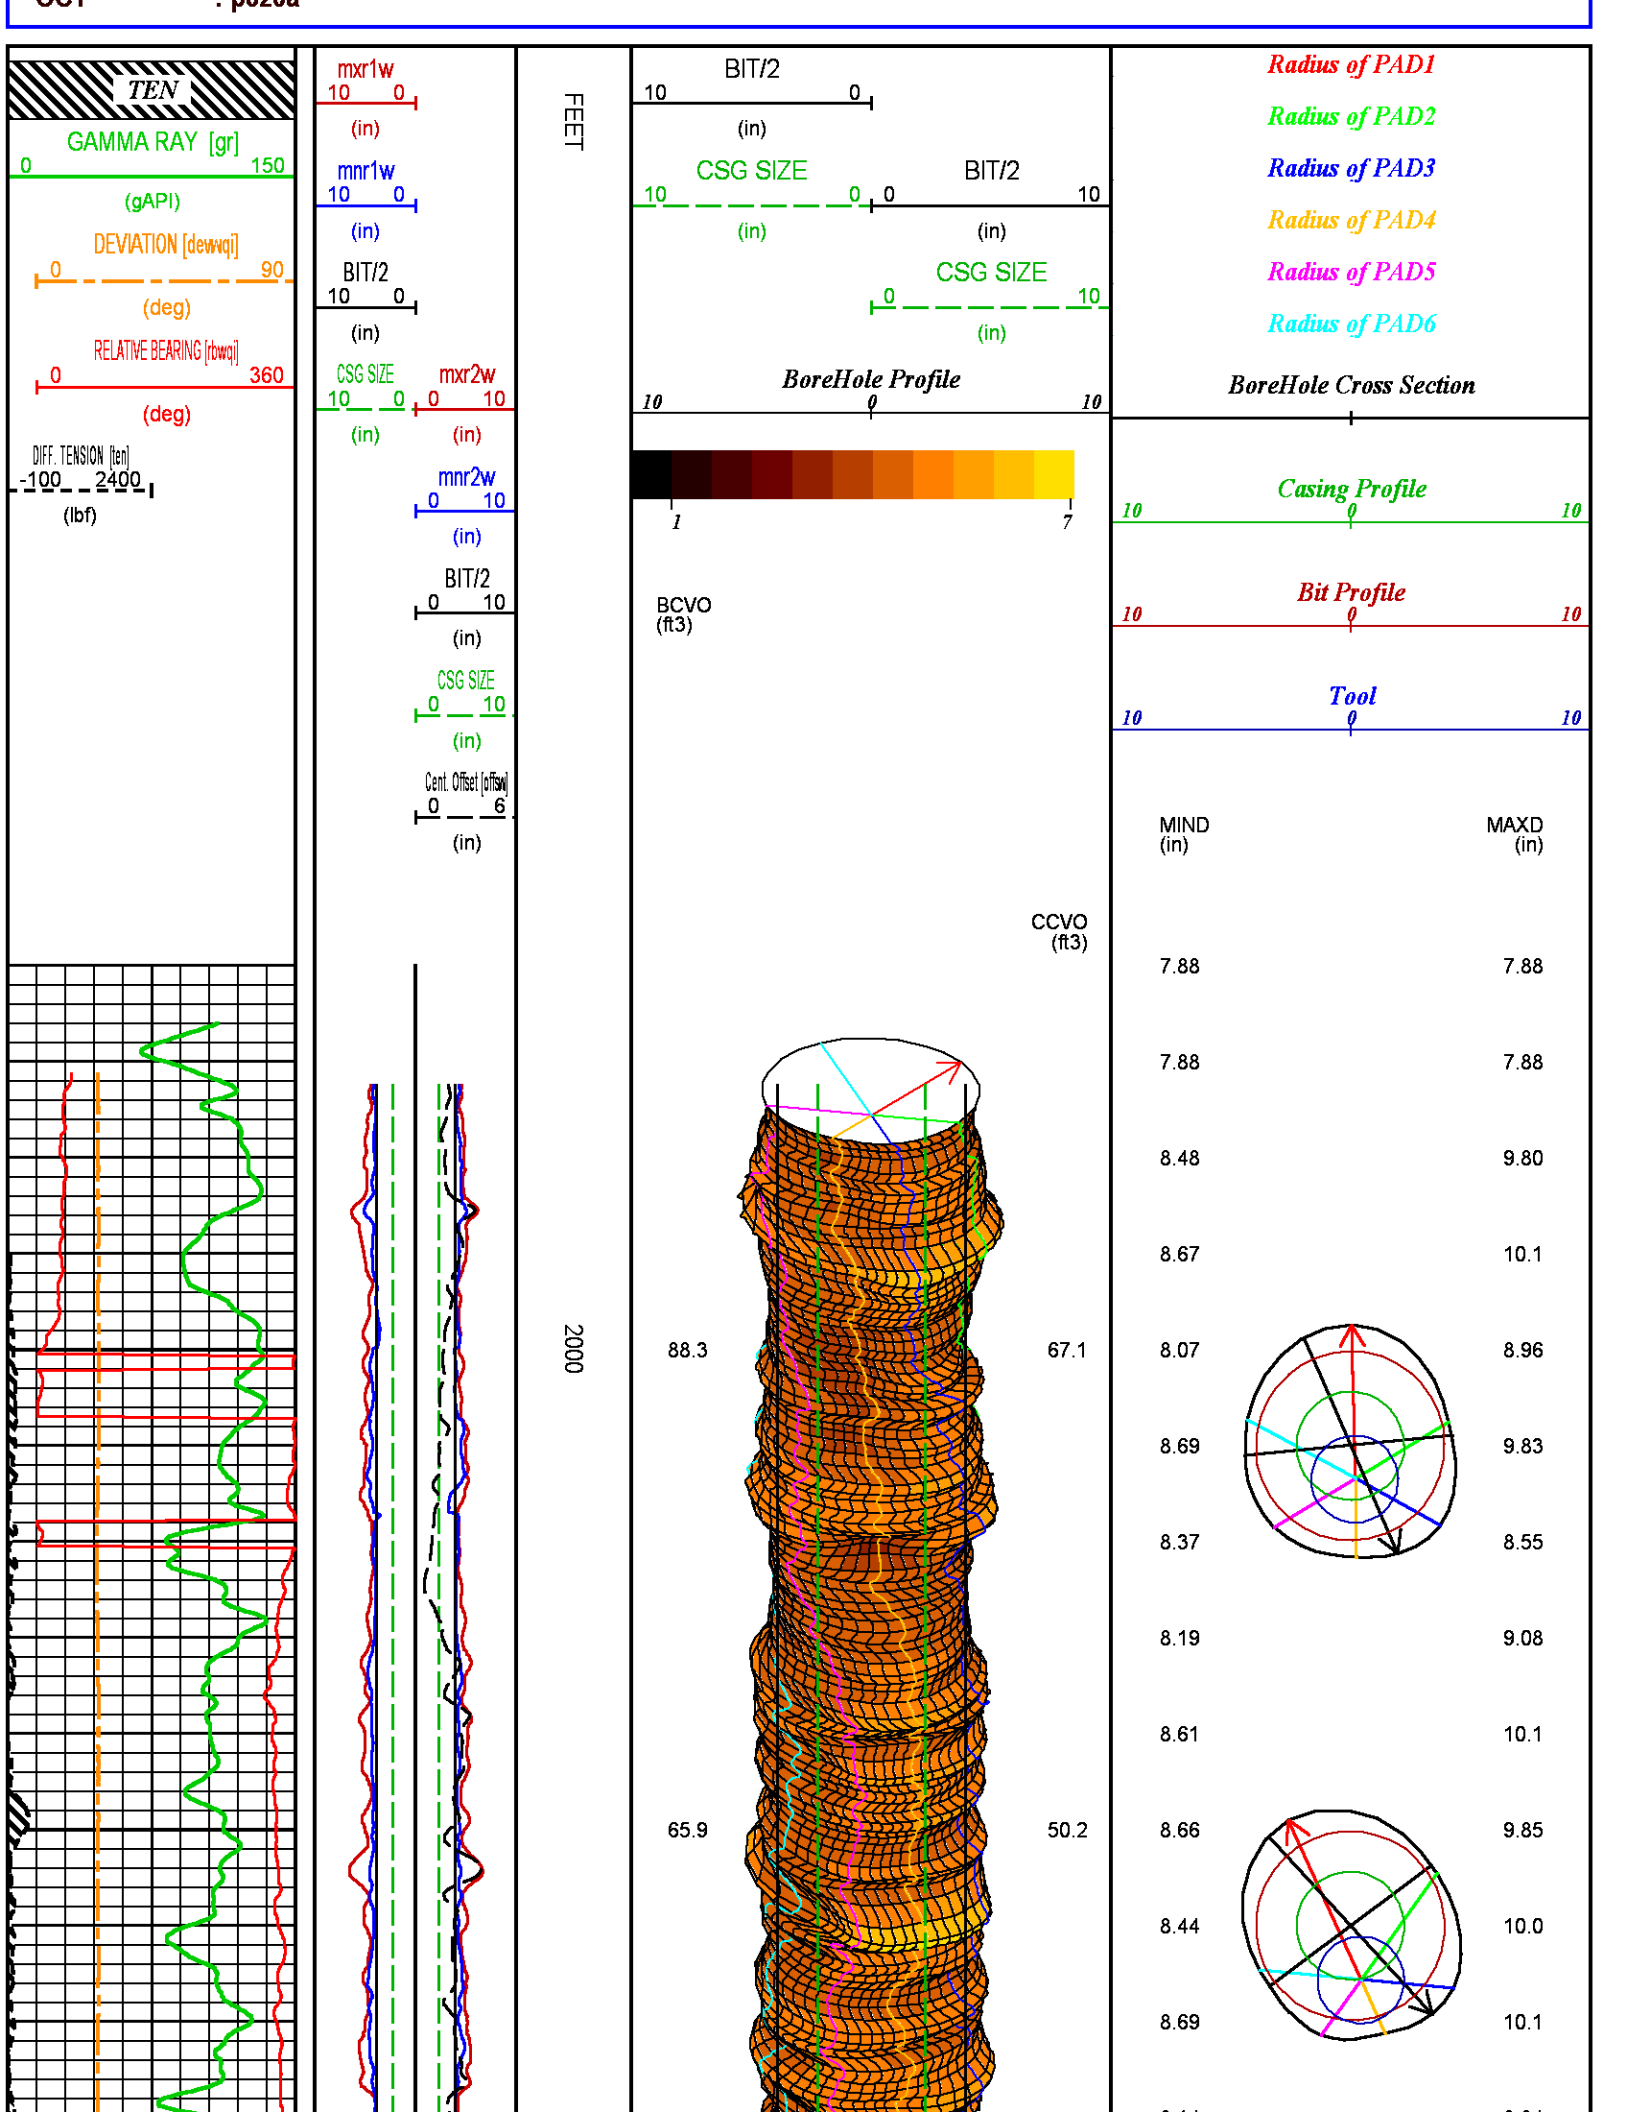 TEN
GAMMA RAY [gr]
0 150
(gAPI)
DEVIATION [devwqi]
0 90
(deg)
RELATIVE BEARING [rbwqi]
0 360
(deg)
DIFF. TENSION [ten]
-100 2400
(lbf)
mxr1w
10 0
(in)
mnr1w
10 0
(in)
BIT/2
10 0
(in)
CSG SIZE
10 0
(in)
mxr2w
0 10
(in)
mnr2w
0 10
(in)
BIT/2
0 10
(in)
CSG SIZE
0 10
(in)
Cent. Offset [offsw]
0 6
(in)
FEET
2000
BIT/2
10 0
(in)
CSG SIZE
10 0
(in)
BIT/2
0 10
(in)
CSG SIZE
0 10
(in)
BoreHole Profile
10 0 10
1 7
BCVO
(ft3)
CCVO
(ft3)
88.3 67.1
65.9 50.2
Radius of PAD1
Radius of PAD2
Radius of PAD3
Radius of PAD4
Radius of PAD5
Radius of PAD6
BoreHole Cross Section
Casing Profile
10 0 10
Bit Profile
10 0 10
Tool
10 0 10
MIND MAXD
(in) (in)
7.88 7.88
7.88 7.88
8.48 9.80
8.67 10.1
8.07 8.96
8.69 9.83
8.37 8.55
8.19 9.08
8.61 10.1
8.66 9.85
8.44 10.0
8.69 10.1